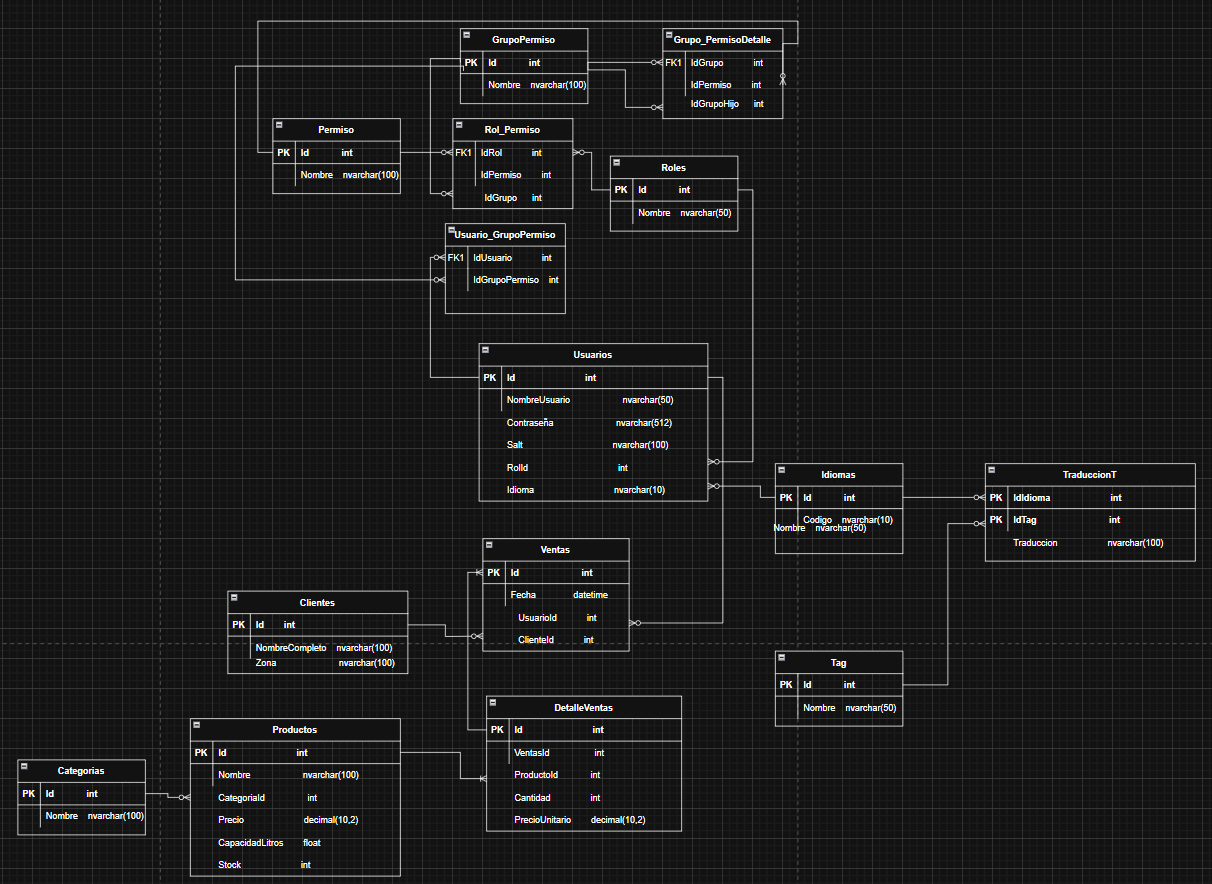 GrupoPermiso
PK Id int
Nombre nvarchar(100)
Grupo_PermisoDetalle
FK1 IdGrupo int
IdPermiso int
IdGrupoHijo int
Permiso
PK Id int
Nombre nvarchar(100)
Rol_Permiso
FK1 IdRol int
IdPermiso int
IdGrupo int
Roles
PK Id int
Nombre nvarchar(50)
Usuario_GrupoPermiso
FK1 IdUsuario int
IdGrupoPermiso int
Usuarios
PK Id int
NombreUsuario nvarchar(50)
Contraseña nvarchar(512)
Salt nvarchar(100)
RolId int
Idioma nvarchar(10)
Idiomas
PK Id int
Codigo nvarchar(10)
Nombre nvarchar(50)
TraduccionT
PK IdIdioma int
PK IdTag int
Traduccion nvarchar(100)
Ventas
PK Id int
Fecha datetime
UsuarioId int
ClienteId int
Clientes
PK Id int
NombreCompleto nvarchar(100)
Zona nvarchar(100)
Tag
PK Id int
Nombre nvarchar(50)
DetalleVentas
PK Id int
VentasId int
ProductoId int
Cantidad int
PrecioUnitario decimal(10,2)
Productos
PK Id int
Nombre nvarchar(100)
CategoriaId int
Precio decimal(10,2)
CapacidadLitros float
Stock int
Categorias
PK Id int
Nombre nvarchar(100)